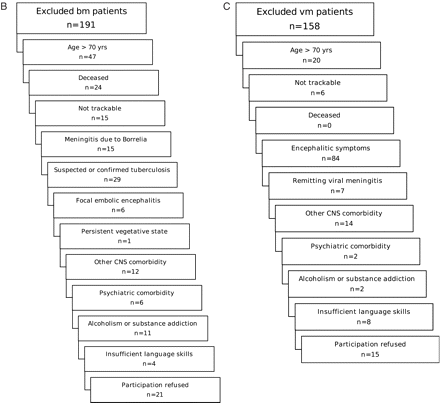 B
Excluded bm patients
n=191
Age > 70 yrs
n=47
Deceased
n=24
Not trackable
n=15
Meningitis due to Borrelia
n=15
Suspected or confirmed tuberculosis
n=29
Focal embolic encephalitis
n=6
Persistent vegetative state
n=1
Other CNS comorbidity
n=12
Psychiatric comorbidity
n=6
Alcoholism or substance addiction
n=11
Insufficient language skills
n=4
Participation refused
n=21
C
Excluded vm patients
n=158
Age > 70 yrs
n=20
Not trackable
n=6
Deceased
n=0
Encephalitic symptoms
n=84
Remitting viral meningitis
n=7
Other CNS comorbidity
n=14
Psychiatric comorbidity
n=2
Alcoholism or substance addiction
n=2
Insufficient language skills
n=8
Participation refused
n=15